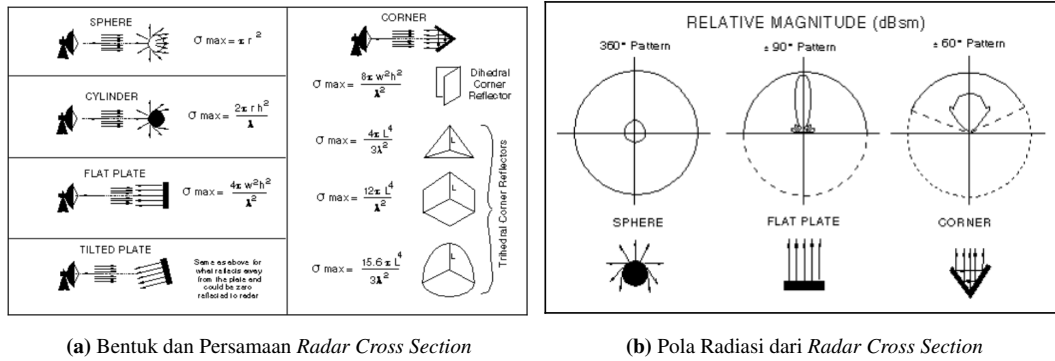 SPHERE
σ max = π r²
CYLINDER
σ max = 2π r h² / λ
FLAT PLATE
σ max = 4π w²h² / λ²
TILTED PLATE
Same as above for
what reflects away
from the plate and
could be zero
reflected to radar
CORNER
σ max = 8π w²h² / λ²
Dihedral
Corner
Reflector
σ max = 4π L⁴ / 3λ²
L
σ max = 12π L⁴ / λ²
L
σ max = 15.6 π L⁴ / 3λ²
L
Trihedral Corner Reflectors
(a) Bentuk dan Persamaan Radar Cross Section
RELATIVE MAGNITUDE (dBsm)
360° Pattern
± 90° Pattern
± 60° Pattern
SPHERE
FLAT PLATE
CORNER
(b) Pola Radiasi dari Radar Cross Section